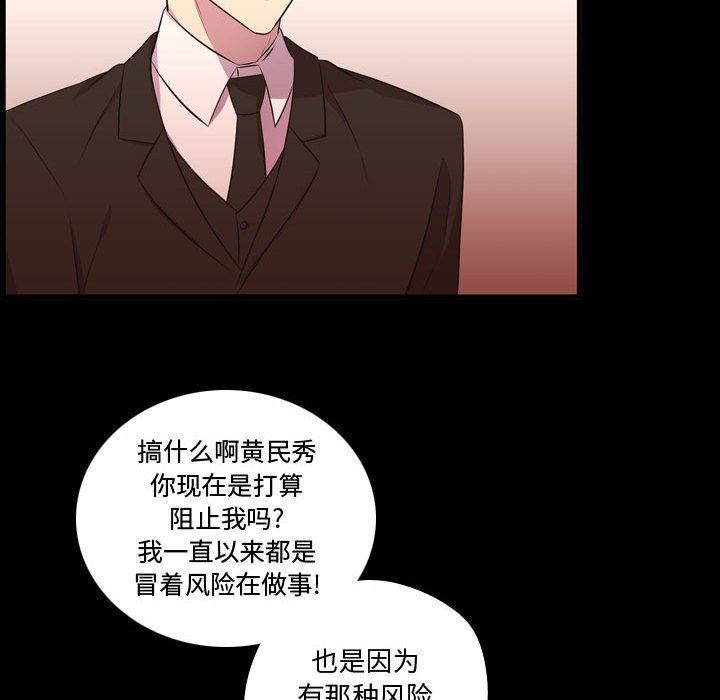 搞什么啊黄民秀
你现在是打算
阻止我吗?
我一直以来都是
冒着风险在做事!
也是因为
有那种风险